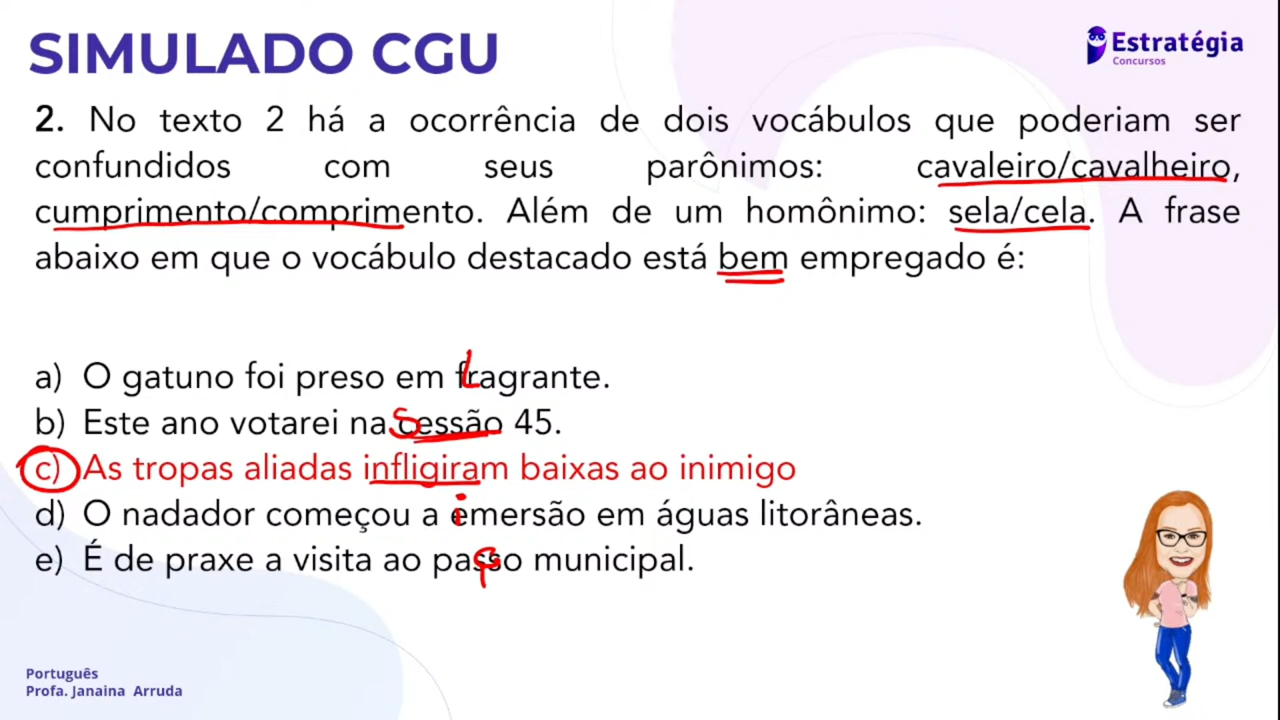 SIMULADO CGU
Estratégia
Concursos
2. No texto 2 há a ocorrência de dois vocábulos que poderiam ser
confundidos com seus parônimos: cavaleiro/cavalheiro,
cumprimento/comprimento. Além de um homônimo: sela/cela. A frase
abaixo em que o vocábulo destacado está bem empregado é:
a) O gatuno foi preso em fragrante.
L
b) Este ano votarei na cessão 45.
S
c) As tropas aliadas infligiram baixas ao inimigo
d) O nadador começou a emersão em águas litorâneas.
i
e) É de praxe a visita ao passo municipal.
ç
Português
Profa. Janaina Arruda